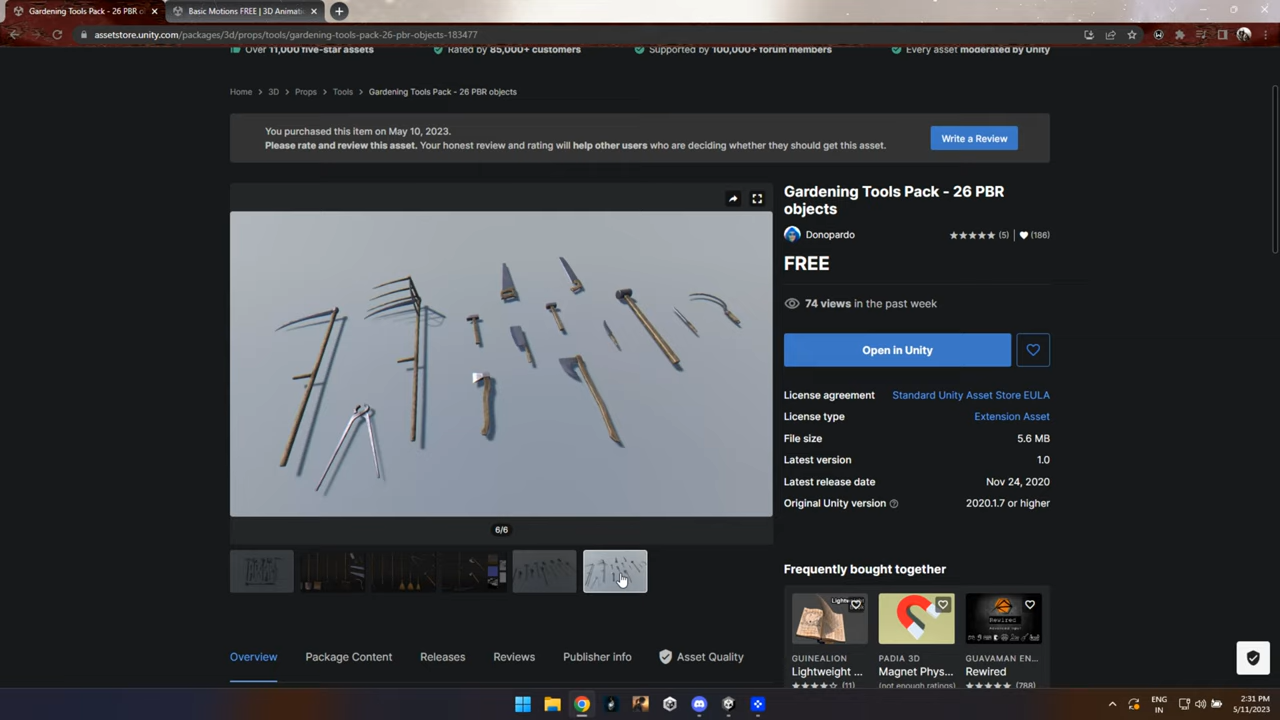 Gardening Tools Pack - 26 PBR o
Basic Motions FREE | 3D Animati
assetstore.unity.com/packages/3d/props/tools/gardening-tools-pack-26-pbr-objects-183477
Over 11,000 five-star assets
Rated by 85,000+ customers
Supported by 100,000+ forum members
Every asset moderated by Unity
Home > 3D > Props > Tools > Gardening Tools Pack - 26 PBR objects
You purchased this item on May 10, 2023.
Please rate and review this asset. Your honest review and rating will help other users who are deciding whether they should get this asset.
Write a Review
Gardening Tools Pack - 26 PBR
objects
Donopardo
(5) | (186)
FREE
74 views in the past week
Open in Unity
License agreement Standard Unity Asset Store EULA
License type Extension Asset
File size 5.6 MB
Latest version 1.0
Latest release date Nov 24, 2020
Original Unity version 2020.1.7 or higher
6/6
Frequently bought together
GUINEALION
Lightweight ...
(11)
PADIA 3D
Magnet Phys...
(not enough ratings)
GUAVAMAN EN...
Rewired
(788)
Overview
Package Content
Releases
Reviews
Publisher info
Asset Quality
ENG
IN
2:31 PM
5/11/2023